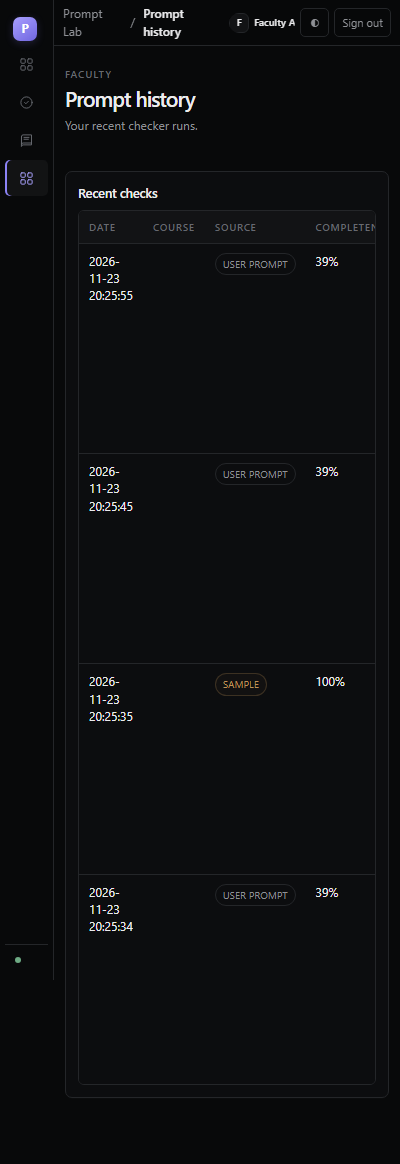 P
Prompt Lab / Prompt history
F Faculty A
Sign out
FACULTY
Prompt history
Your recent checker runs.
Recent checks
DATE COURSE SOURCE COMPLETEN
2026-11-23 20:25:55 USER PROMPT 39%
2026-11-23 20:25:45 USER PROMPT 39%
2026-11-23 20:25:35 SAMPLE 100%
2026-11-23 20:25:34 USER PROMPT 39%